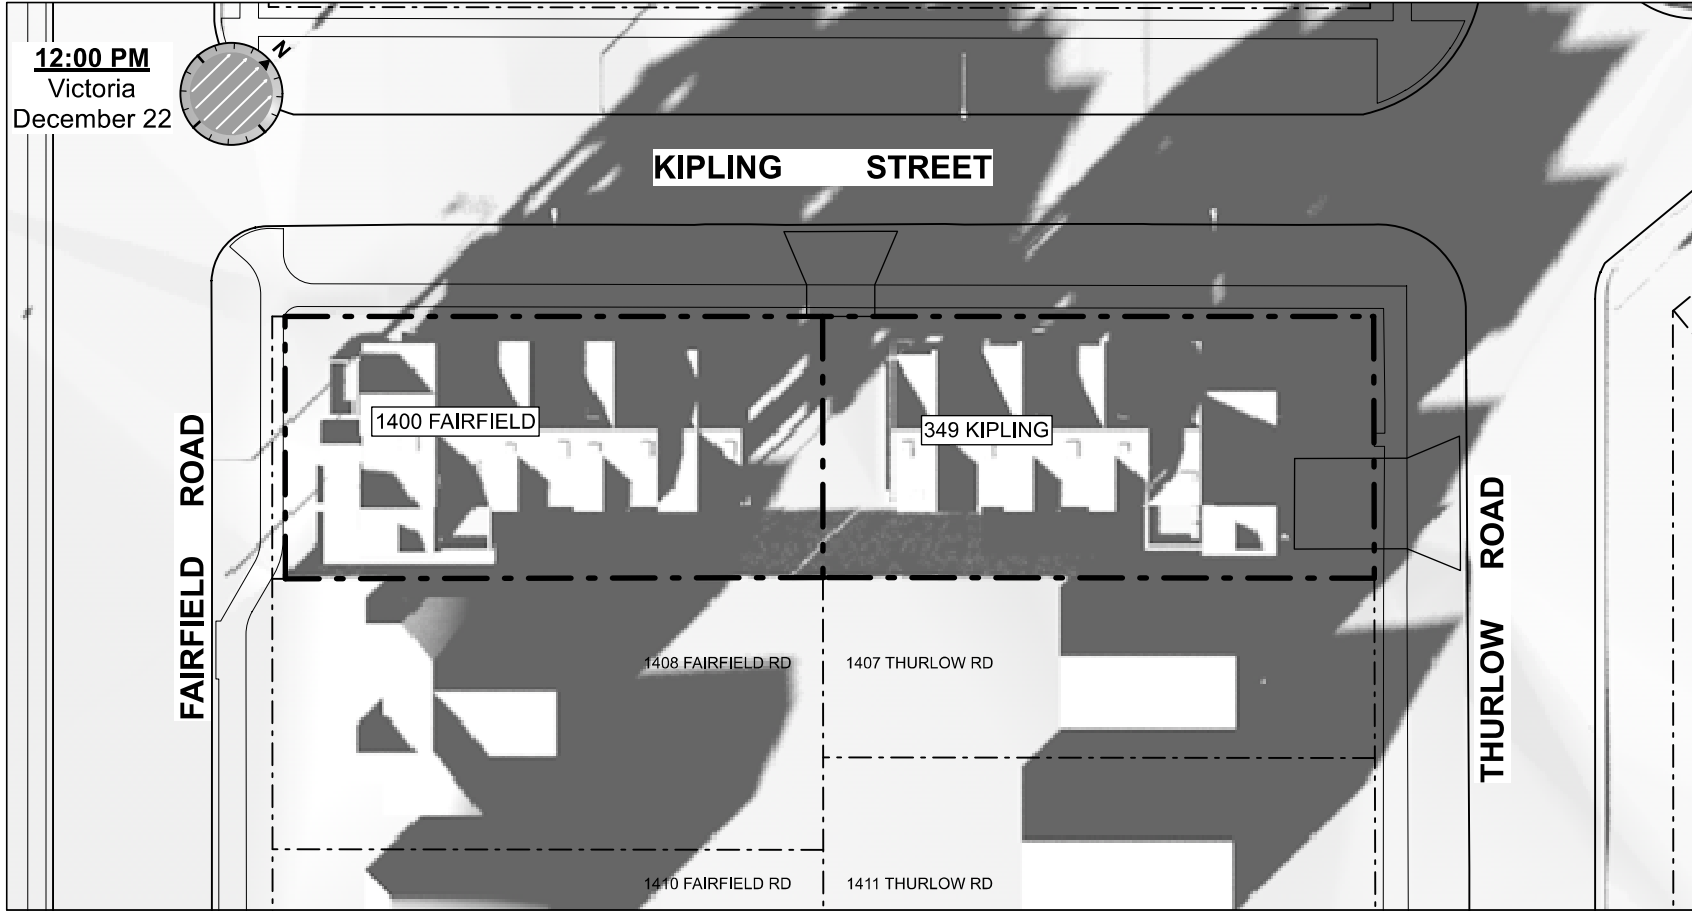 12:00 PM
Victoria
December 22
N
KIPLING STREET
1400 FAIRFIELD
349 KIPLING
FAIRFIELD ROAD
THURLOW ROAD
1408 FAIRFIELD RD
1407 THURLOW RD
1410 FAIRFIELD RD
1411 THURLOW RD